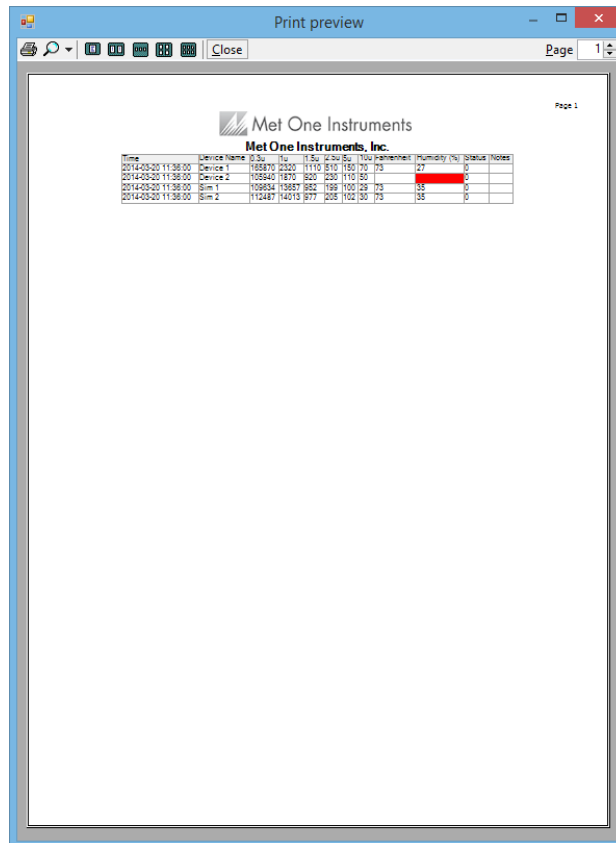 Print preview
Close Page 1
Page 1
Met One Instruments
Met One Instruments, Inc.
Time Device Name 0.3u 1u 1.5u 2.5u 5u 10u Fahrenheit Humidity (%) Status Notes
2014-03-20 11:36:00 Device 1 165870 2320 1110 510 150 70 73 27 0
2014-03-20 11:36:00 Device 2 105940 1870 920 230 110 50 0
2014-03-20 11:36:00 Sim 1 109634 13657 952 199 100 29 73 35 0
2014-03-20 11:36:00 Sim 2 112487 14013 977 205 102 30 73 35 0